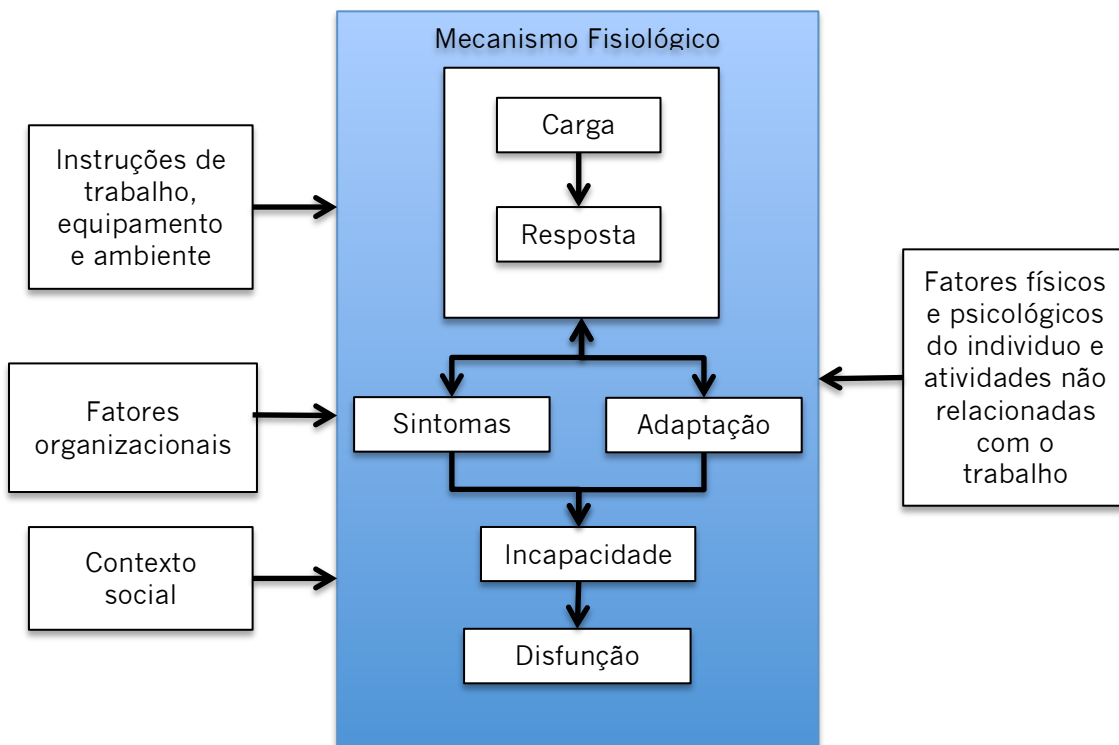 Mecanismo Fisiológico
Carga
Resposta
Instruções de
trabalho,
equipamento
e ambiente
Fatores
organizacionais
Contexto
social
Sintomas
Adaptação
Incapacidade
Disfunção
Fatores físicos
e psicológicos
do individuo e
atividades não
relacionadas
com o
trabalho